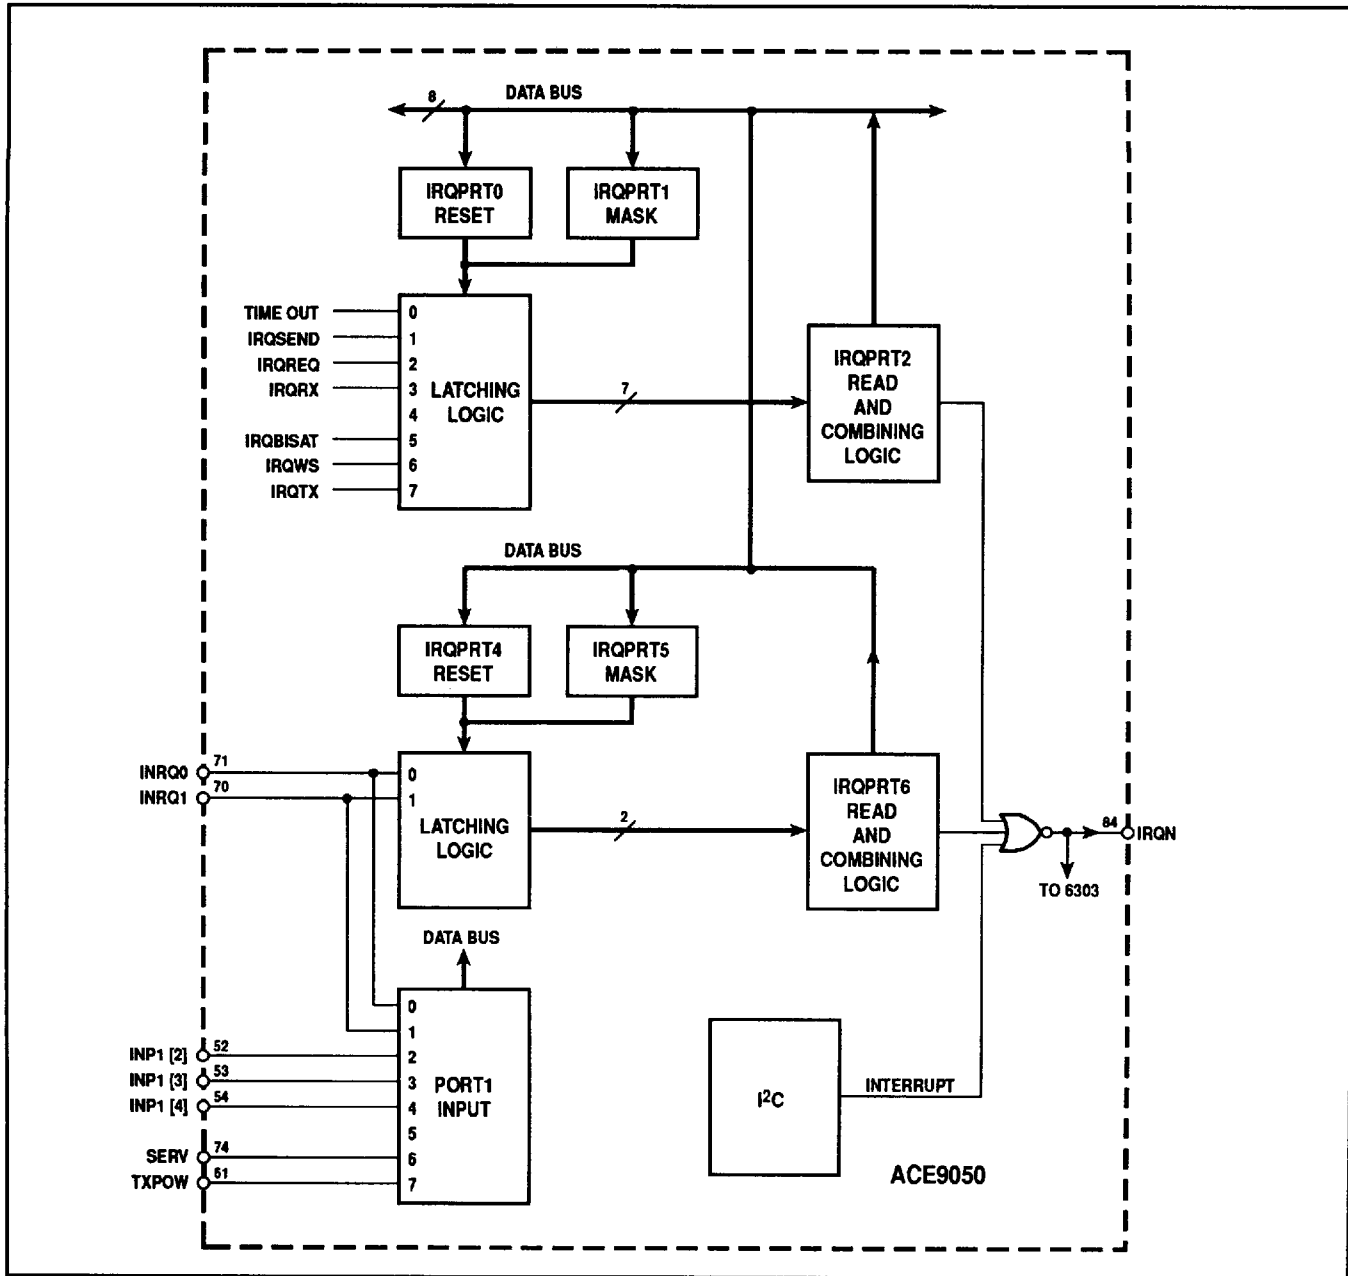 8
DATA BUS
IRQPRT0
RESET
IRQPRT1
MASK
TIME OUT
IRQSEND
IRQREQ
IRQRX
IRQBISAT
IRQWS
IRQTX
0
1
2
3
4
5
6
7
LATCHING
LOGIC
7
IRQPRT2
READ
AND
COMBINING
LOGIC
DATA BUS
IRQPRT4
RESET
IRQPRT5
MASK
INRQ0
71
INRQ1
70
0
1
LATCHING
LOGIC
2
IRQPRT6
READ
AND
COMBINING
LOGIC
84
IRQN
TO 6303
DATA BUS
INP1 [2]
52
INP1 [3]
53
INP1 [4]
54
SERV
74
TXPOW
61
0
1
2
3
4
5
6
7
PORT1
INPUT
I²C
INTERRUPT
ACE9050